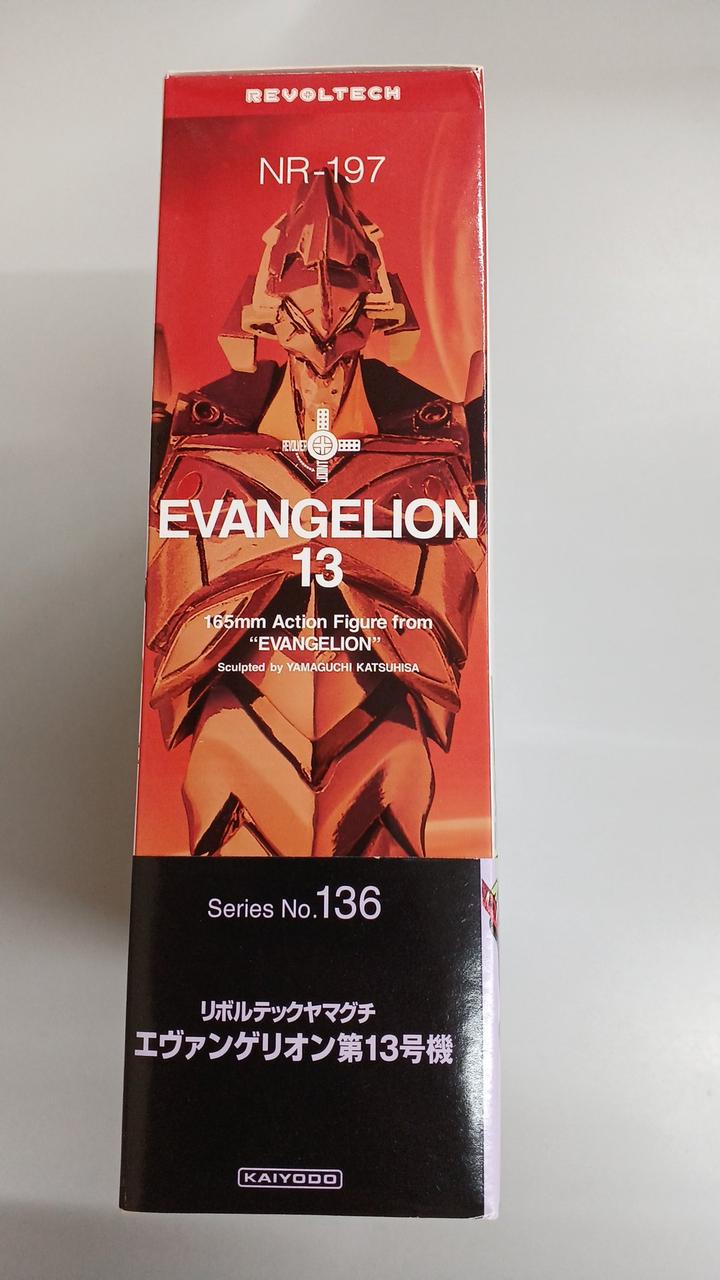 REVOLTECH
NR-197
REVOLVER
JOINT
EVANGELION
13
165mm Action Figure from
“EVANGELION”
Sculpted by YAMAGUCHI KATSUHISA
Series No.136
リボルテックヤマグチ
エヴァンゲリオン第13号機
KAIYODO